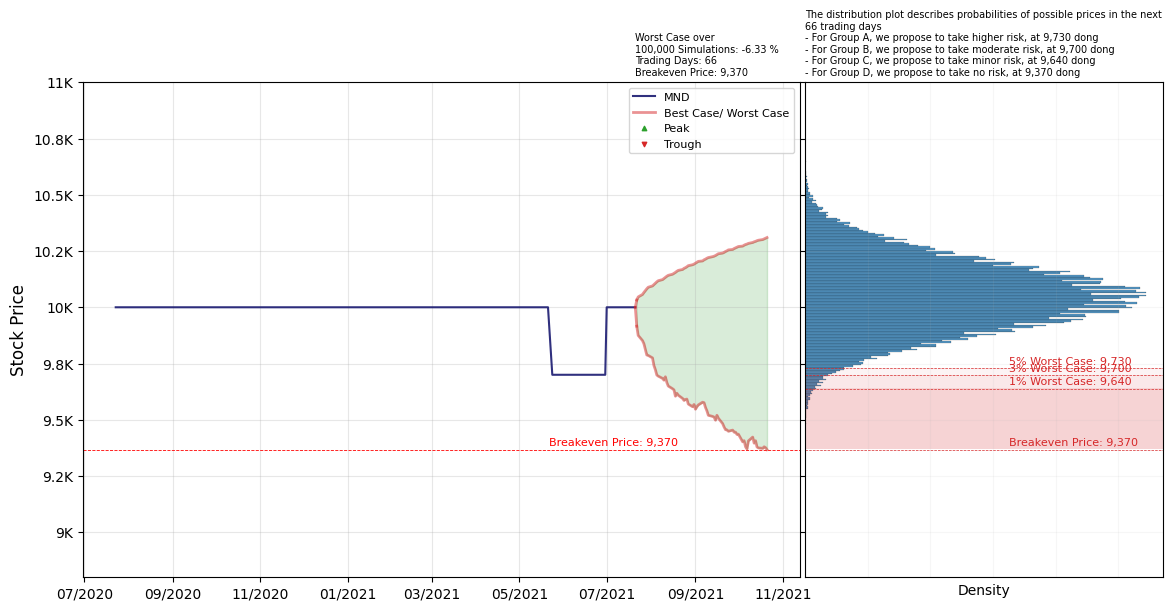 The distribution plot describes probabilities of possible prices in the next
66 trading days
- For Group A, we propose to take higher risk, at 9,730 dong
- For Group B, we propose to take moderate risk, at 9,700 dong
- For Group C, we propose to take minor risk, at 9,640 dong
- For Group D, we propose to take no risk, at 9,370 dong
Worst Case over
100,000 Simulations: -6.33 %
Trading Days: 66
Breakeven Price: 9,370
MND
Best Case/ Worst Case
Peak
Trough
Stock Price
11K
10.8K
10.5K
10.2K
10K
9.8K
9.5K
9.2K
9K
Breakeven Price: 9,370
07/2020
09/2020
11/2020
01/2021
03/2021
05/2021
07/2021
09/2021
11/2021
5% Worst Case: 9,730
3% Worst Case: 9,700
1% Worst Case: 9,640
Breakeven Price: 9,370
Density